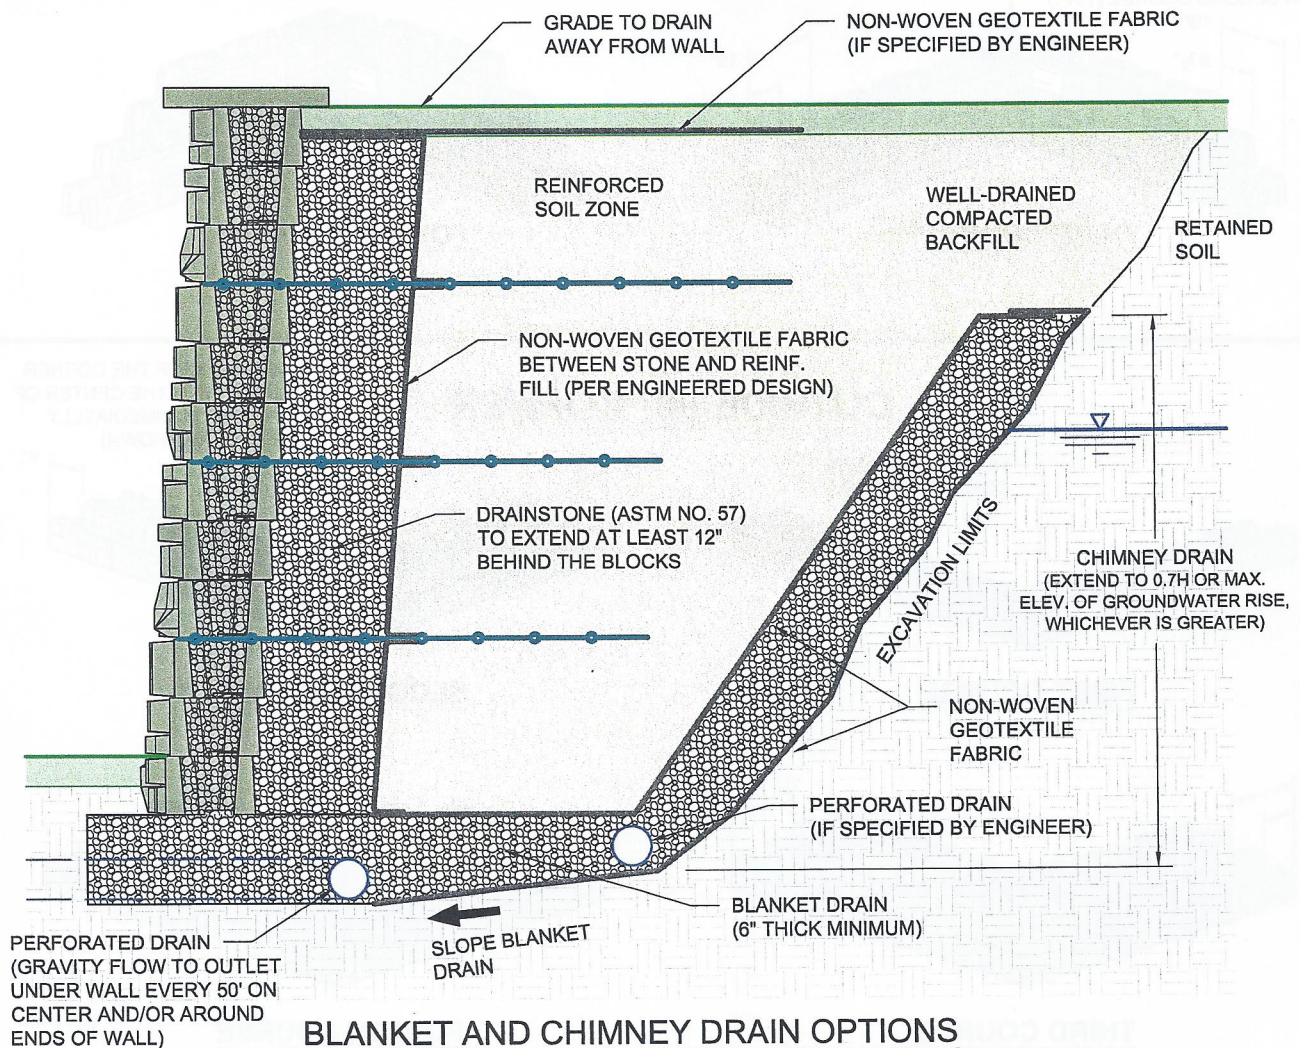 GRADE TO DRAIN
AWAY FROM WALL
NON-WOVEN GEOTEXTILE FABRIC
(IF SPECIFIED BY ENGINEER)
REINFORCED
SOIL ZONE
WELL-DRAINED
COMPACTED
BACKFILL
RETAINED
SOIL
NON-WOVEN GEOTEXTILE FABRIC
BETWEEN STONE AND REINF.
FILL (PER ENGINEERED DESIGN)
DRAINSTONE (ASTM NO. 57)
TO EXTEND AT LEAST 12"
BEHIND THE BLOCKS
EXCAVATION LIMITS
CHIMNEY DRAIN
(EXTEND TO 0.7H OR MAX.
ELEV. OF GROUNDWATER RISE,
WHICHEVER IS GREATER)
NON-WOVEN
GEOTEXTILE
FABRIC
PERFORATED DRAIN
(IF SPECIFIED BY ENGINEER)
BLANKET DRAIN
(6" THICK MINIMUM)
SLOPE BLANKET
DRAIN
PERFORATED DRAIN
(GRAVITY FLOW TO OUTLET
UNDER WALL EVERY 50' ON
CENTER AND/OR AROUND
ENDS OF WALL)
BLANKET AND CHIMNEY DRAIN OPTIONS